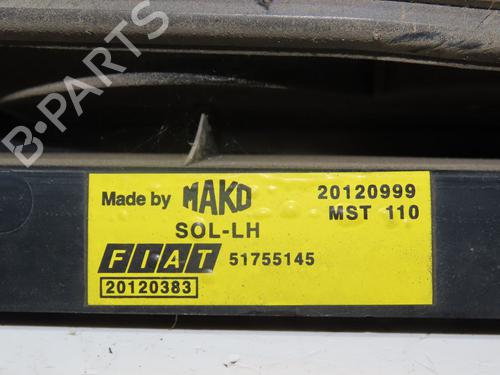 B-PARTS
Made by MAKO 20120999
SOL-LH MST 110
FIAT 51755145
20120383